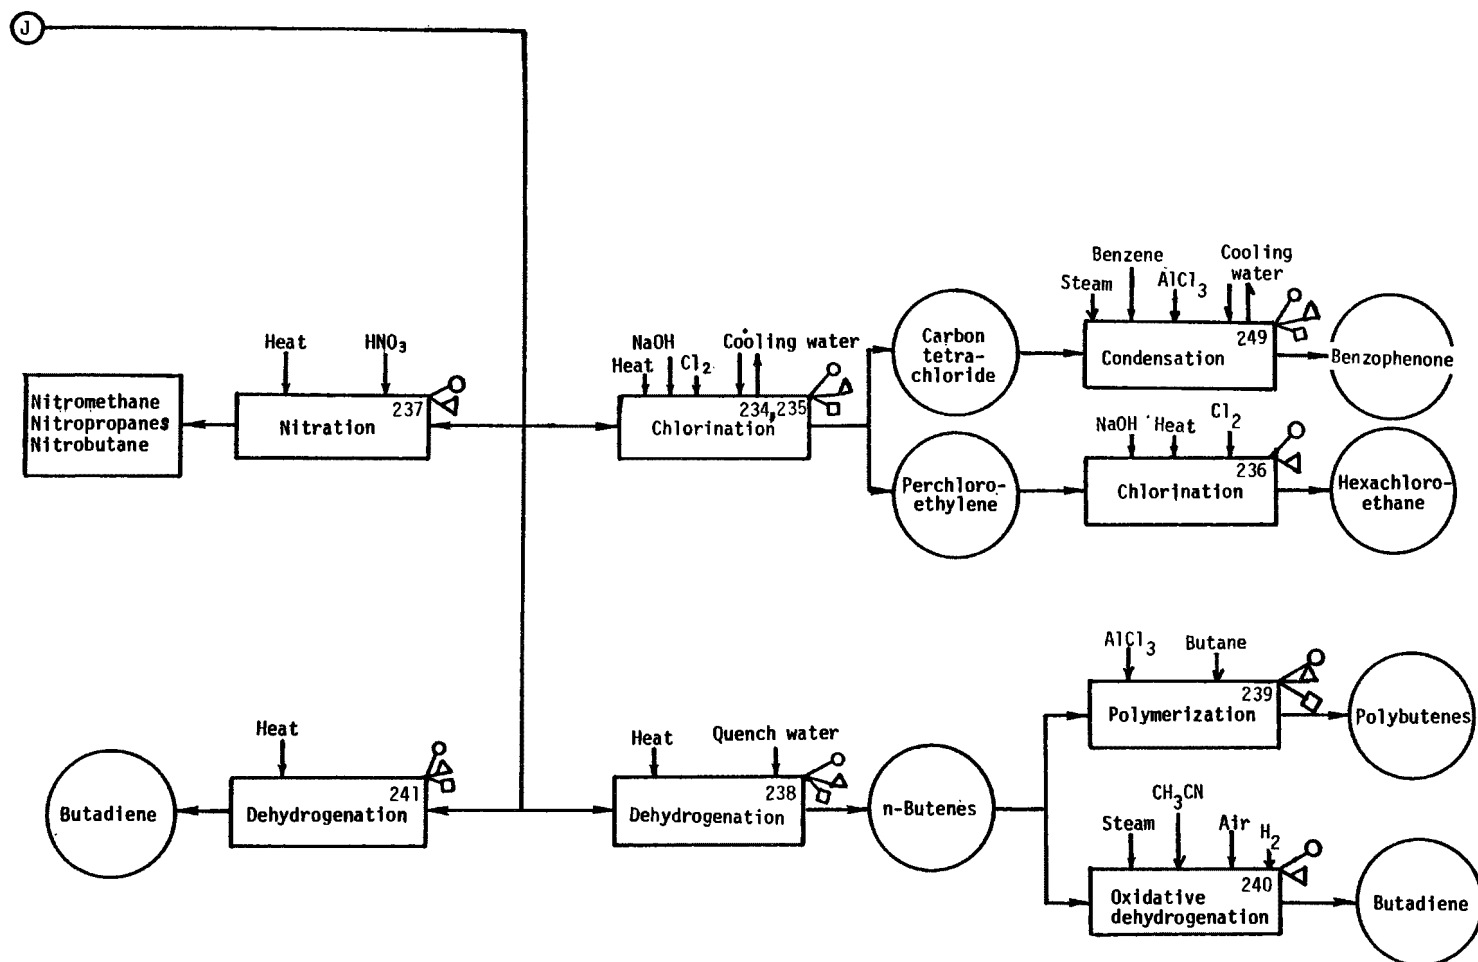 J
Heat
HNO3
237
Nitration
Nitromethane
Nitropropanes
Nitrobutane
NaOH
Heat
Cl2
Cooling water
234,235
Chlorination
Carbon
tetra-
chloride
Perchloro-
ethylene
Benzene
Steam
AlCl3
Cooling
water
249
Condensation
Benzophenone
NaOH
Heat
Cl2
236
Chlorination
Hexachloro-
ethane
Heat
241
Dehydrogenation
Butadiene
Heat
Quench water
238
Dehydrogenation
n-Butenes
AlCl3
Butane
239
Polymerization
Polybutenes
CH3CN
Steam
Air
H2
240
Oxidative
dehydrogenation
Butadiene